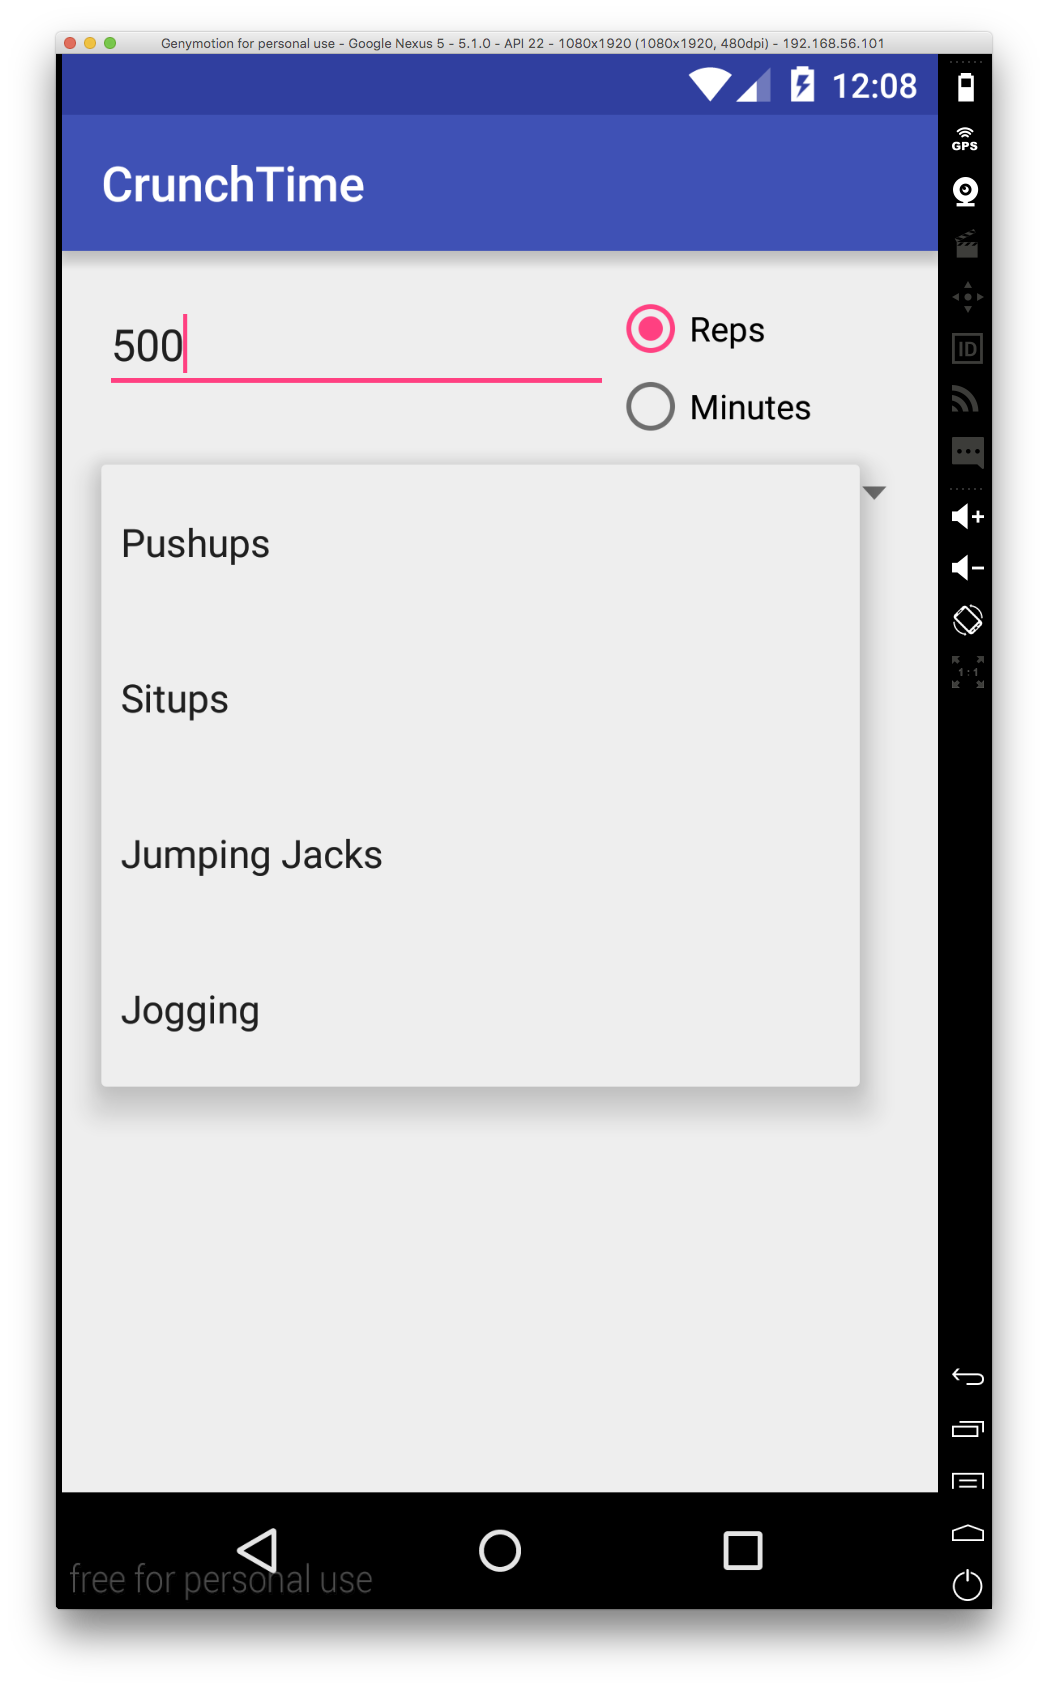 Genymotion for personal use - Google Nexus 5 - 5.1.0 - API 22 - 1080x1920 (1080x1920, 480dpi) - 192.168.56.101
12:08
CrunchTime
GPS
500
Reps
Minutes
ID
Pushups
Situps
1:1
Jumping Jacks
Jogging
free for personal use